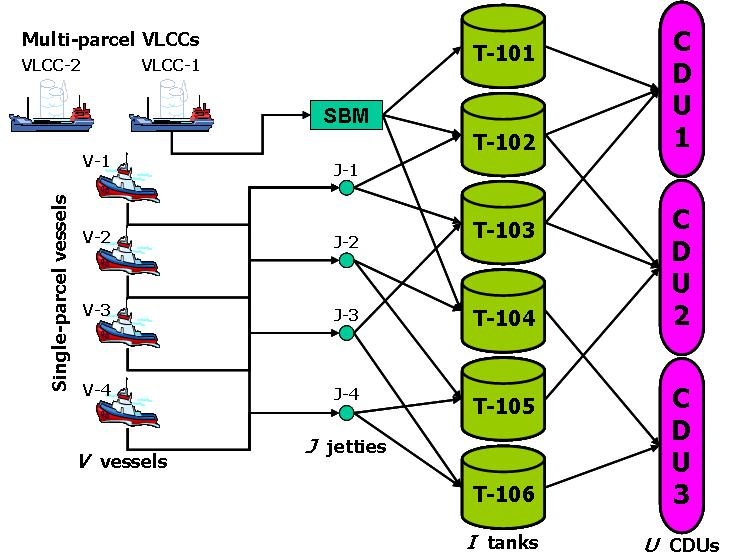 Multi-parcel VLCCs
VLCC-2
VLCC-1
SBM
V-1
V-2
V-3
V-4
Single-parcel vessels
V vessels
J-1
J-2
J-3
J-4
J jetties
T-101
T-102
T-103
T-104
T-105
T-106
I tanks
CDU1
CDU2
CDU3
U CDUs